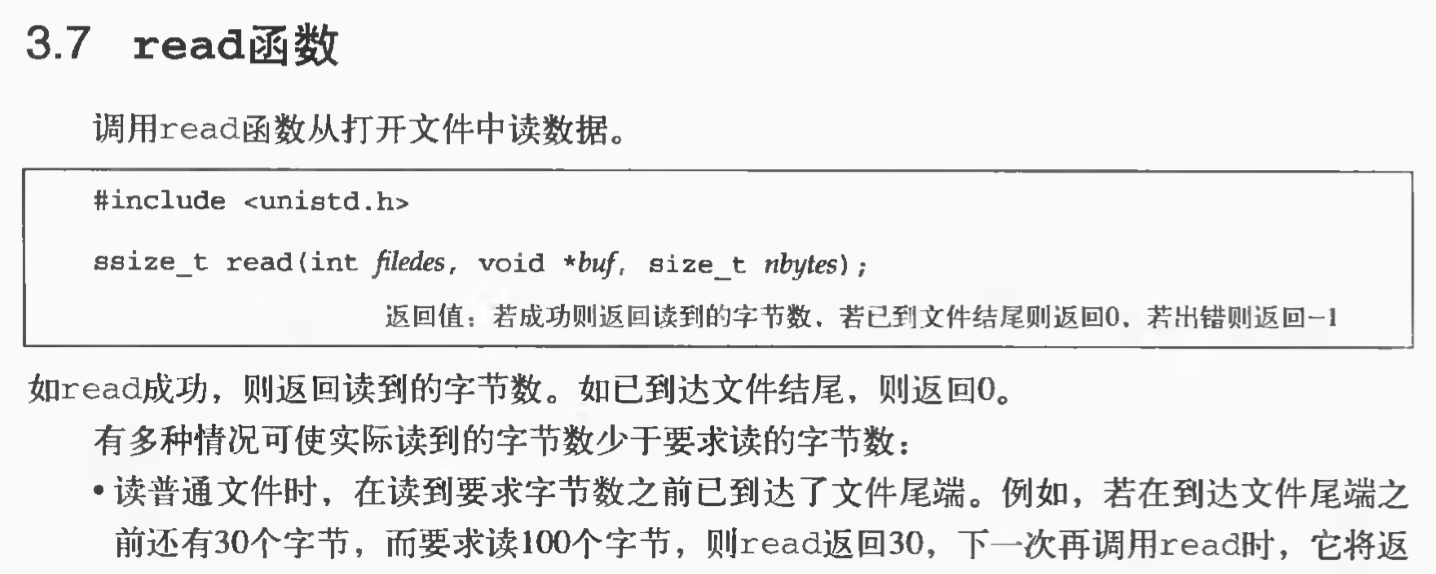 3.7 read函数
调用read函数从打开文件中读数据。
#include <unistd.h>
ssize_t read(int filedes, void *buf, size_t nbytes);
返回值：若成功则返回读到的字节数，若已到文件结尾则返回0，若出错则返回-1
如read成功，则返回读到的字节数。如已到达文件结尾，则返回0。
有多种情况可使实际读到的字节数少于要求读的字节数：
•读普通文件时，在读到要求字节数之前已到达了文件尾端。例如，若在到达文件尾端之
前还有30个字节，而要求读100个字节，则read返回30，下一次再调用read时，它将返